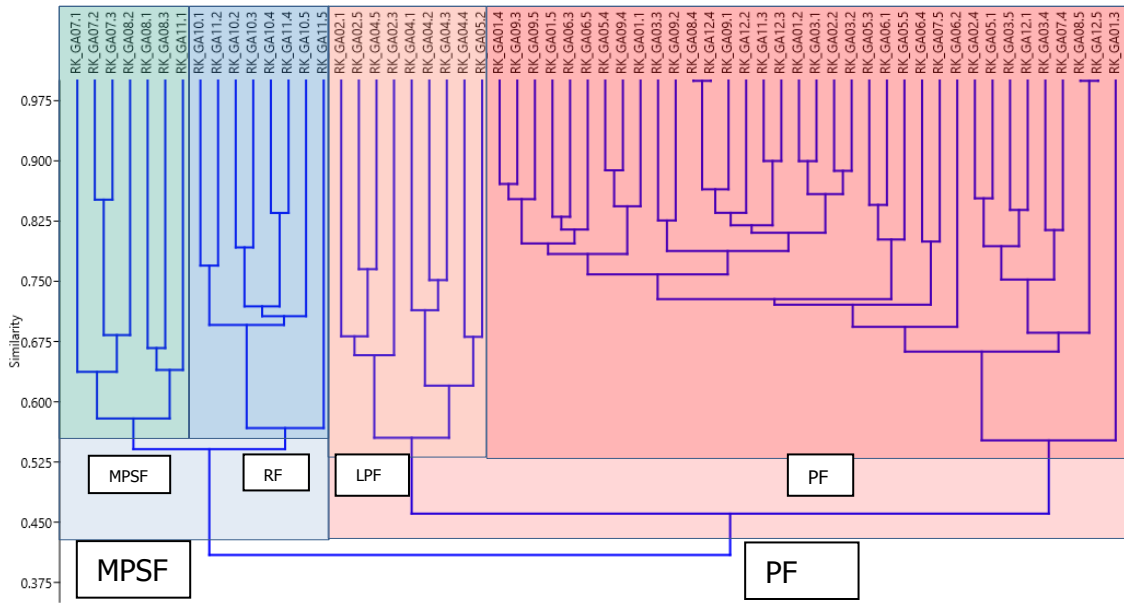 RK_GA07.1
RK_GA07.2
RK_GA07.3
RK_GA08.2
RK_GA08.1
RK_GA08.3
RK_GA11.1
RK_GA10.1
RK_GA11.2
RK_GA10.2
RK_GA10.3
RK_GA10.4
RK_GA11.4
RK_GA10.5
RK_GA11.5
RK_GA02.1
RK_GA02.5
RK_GA04.5
RK_GA02.3
RK_GA04.1
RK_GA04.2
RK_GA04.3
RK_GA04.4
RK_GA05.2
RK_GA01.4
RK_GA09.3
RK_GA09.5
RK_GA01.5
RK_GA06.3
RK_GA06.5
RK_GA05.4
RK_GA09.4
RK_GA01.1
RK_GA03.3
RK_GA09.2
RK_GA08.4
RK_GA12.4
RK_GA09.1
RK_GA12.2
RK_GA11.3
RK_GA12.3
RK_GA01.2
RK_GA03.1
RK_GA02.2
RK_GA03.2
RK_GA05.3
RK_GA06.1
RK_GA05.5
RK_GA06.4
RK_GA07.5
RK_GA06.2
RK_GA02.4
RK_GA05.1
RK_GA03.5
RK_GA12.1
RK_GA03.4
RK_GA07.4
RK_GA08.5
RK_GA12.5
RK_GA01.3
0.975
0.900
0.825
0.750
0.675
0.600
0.525
0.450
0.375
Similarity
MPSF
RF
LPF
PF
MPSF
PF